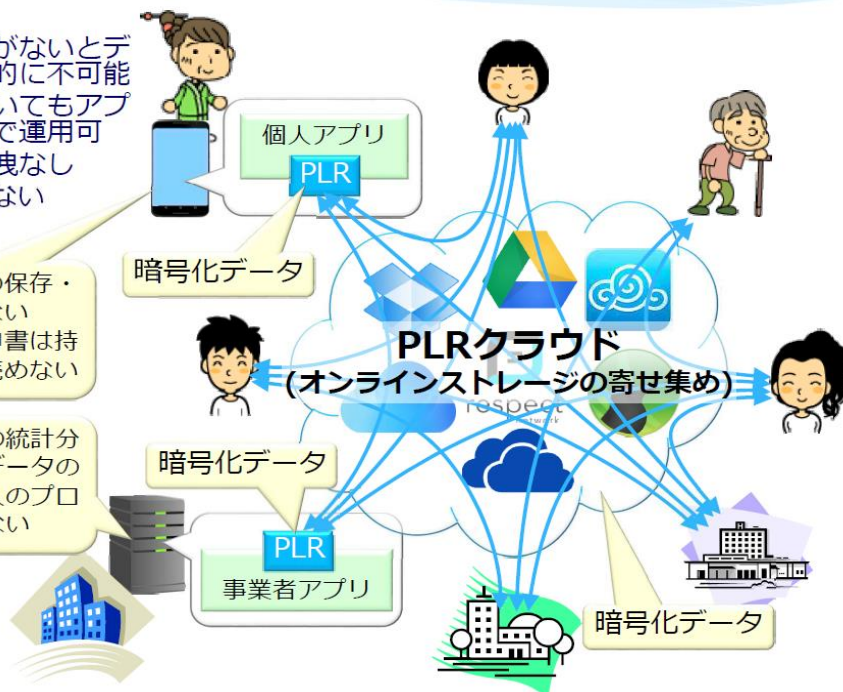 がないとデ
的に不可能
いてもアプ
で運用可
曳なし
ない
個人アプリ
PLR
暗号化データ
の保存・
ない
申書は持
読めない
PLRクラウド
(オンラインストレージの寄せ集め)
respect
network
の統計分
データの
人のプロ
ない
暗号化データ
PLR
事業者アプリ
暗号化データ